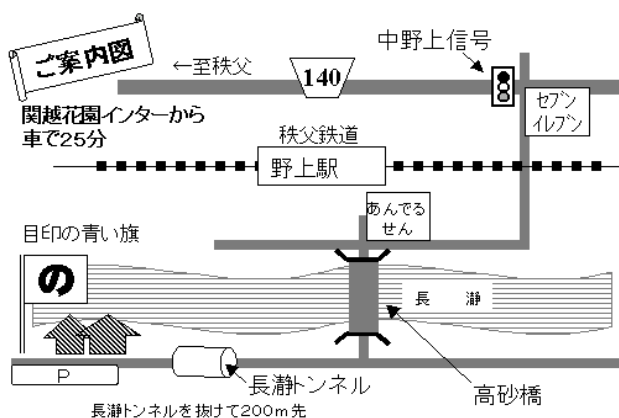 ご案内図
←至秩父
140
中野上信号
セブン
イレブン
関越花園インターから
車で25分
秩父鉄道
野上駅
あんでる
せん
目印の青い旗
の
長瀞
高砂橋
P
長瀞トンネル
長瀞トンネルを抜けて200m先